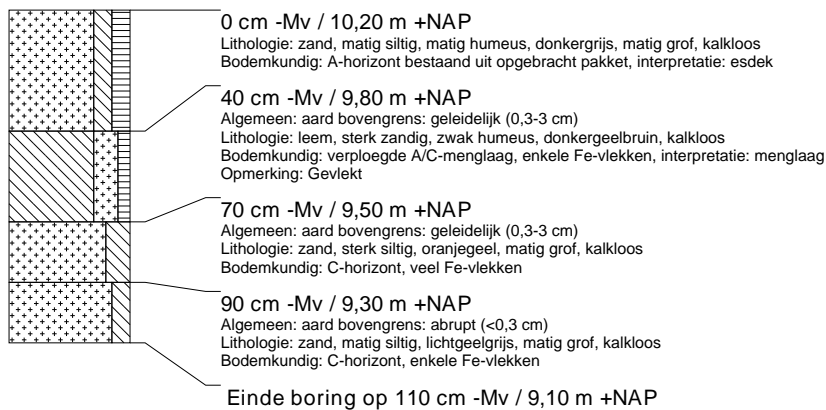 0 cm -Mv / 10,20 m +NAP
Lithologie: zand, matig siltig, matig humeus, donkergrijs, matig grof, kalkloos
Bodemkundig: A-horizont bestaand uit opgebracht pakket, interpretatie: esdek
40 cm -Mv / 9,80 m +NAP
Algemeen: aard bovengrens: geleidelijk (0,3-3 cm)
Lithologie: leem, sterk zandig, zwak humeus, donkergeelbruin, kalkloos
Bodemkundig: verploegde A/C-menglaag, enkele Fe-vlekken, interpretatie: menglaag
Opmerking: Gevlekt
70 cm -Mv / 9,50 m +NAP
Algemeen: aard bovengrens: geleidelijk (0,3-3 cm)
Lithologie: zand, sterk siltig, oranjegeel, matig grof, kalkloos
Bodemkundig: C-horizont, veel Fe-vlekken
90 cm -Mv / 9,30 m +NAP
Algemeen: aard bovengrens: abrupt (<0,3 cm)
Lithologie: zand, matig siltig, lichtgeelgrijs, matig grof, kalkloos
Bodemkundig: C-horizont, enkele Fe-vlekken
Einde boring op 110 cm -Mv / 9,10 m +NAP